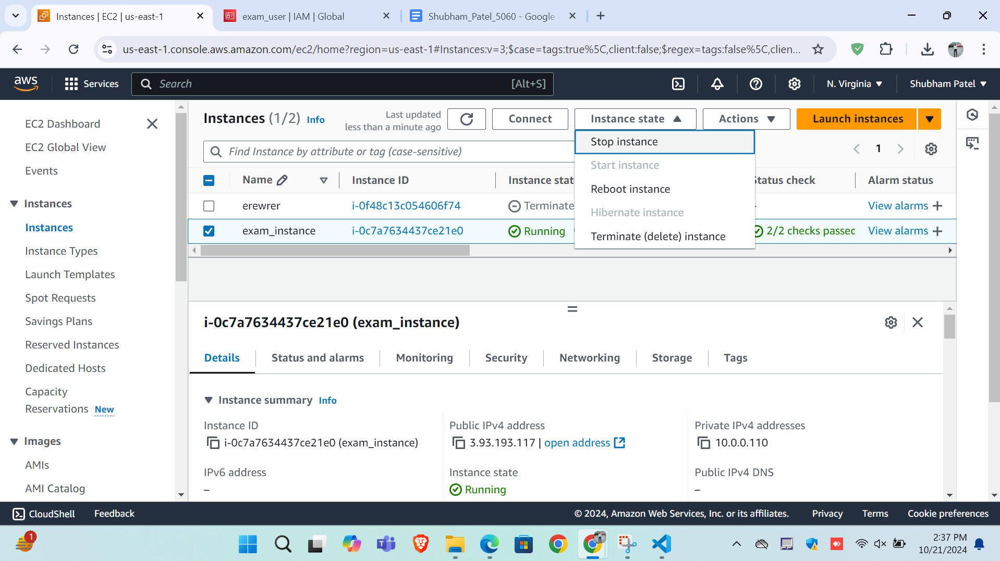 Instances | EC2 | us-east-1
exam_user | IAM | Global
Shubham_Patel_5060 - Google
us-east-1.console.aws.amazon.com/ec2/home?region=us-east-1#Instances:v=3;$case=tags:true%5C,client:false;$regex=tags:false%5C,clien...
aws
Services
Search
[Alt+S]
N. Virginia
Shubham Patel
EC2 Dashboard
EC2 Global View
Events
Instances
Instances
Instance Types
Launch Templates
Spot Requests
Savings Plans
Reserved Instances
Dedicated Hosts
Capacity
Reservations New
Images
AMIs
AMI Catalog
Instances (1/2) Info
Last updated
less than a minute ago
Connect
Instance state
Actions
Launch instances
Stop instance
Start instance
Reboot instance
Hibernate instance
Terminate (delete) instance
Find Instance by attribute or tag (case-sensitive)
1
Name Instance ID Instance stat Status check Alarm status
erewrer i-0f48c13c054606f74 Terminate - View alarms +
exam_instance i-0c7a7634437ce21e0 Running 2/2 checks passec View alarms +
i-0c7a7634437ce21e0 (exam_instance)
Details
Status and alarms
Monitoring
Security
Networking
Storage
Tags
Instance summary Info
Instance ID
i-0c7a7634437ce21e0 (exam_instance)
Public IPv4 address
3.93.193.117 | open address
Private IPv4 addresses
10.0.0.110
IPv6 address
–
Instance state
Running
Public IPv4 DNS
–
CloudShell
Feedback
© 2024, Amazon Web Services, Inc. or its affiliates.
Privacy
Terms
Cookie preferences
1
2:37 PM
10/21/2024